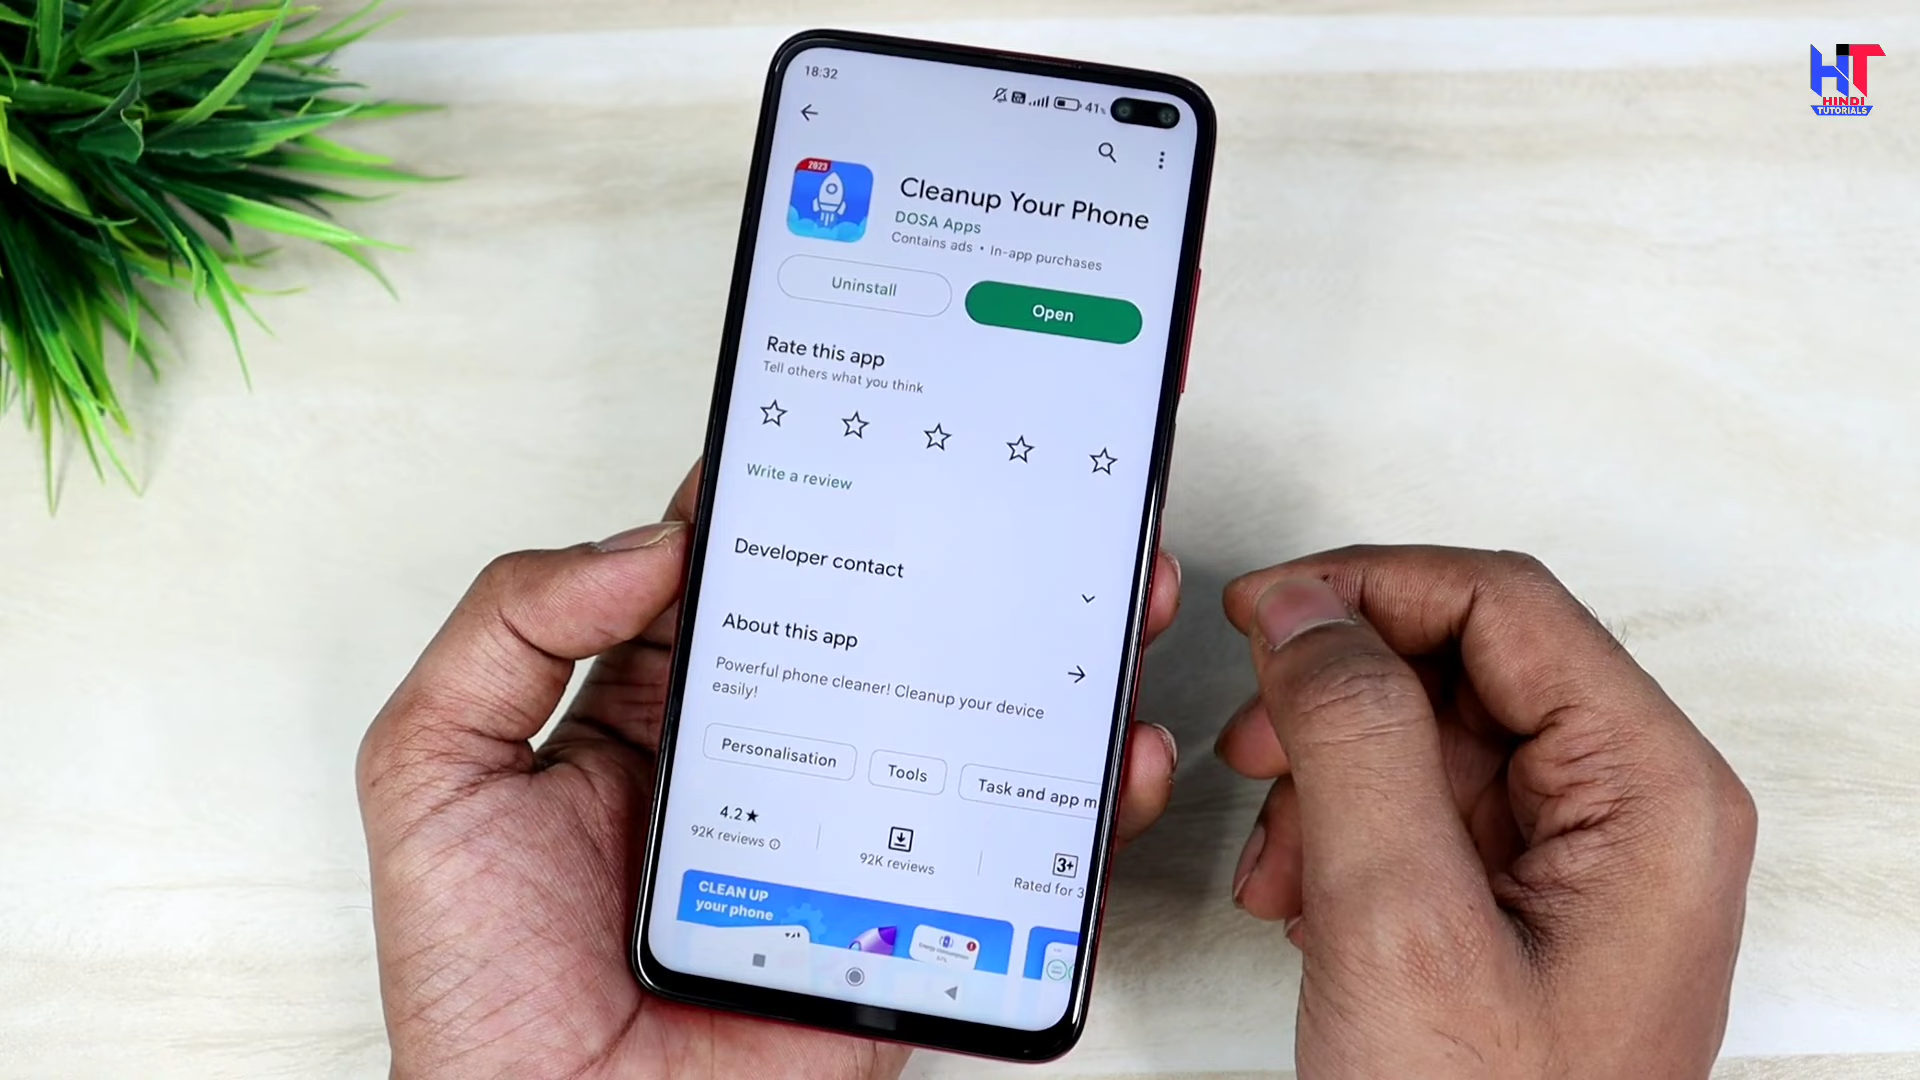 HT
HINDI
TUTORIALS
18:32
41%
2023
Cleanup Your Phone
DOSA Apps
Contains ads • In-app purchases
Uninstall
Open
Rate this app
Tell others what you think
Write a review
Developer contact
About this app
Powerful phone cleaner! Cleanup your device
easily!
Personalisation
Tools
Task and app m
4.2★
92K reviews
92K reviews
3+
Rated for 3
CLEAN UP
your phone